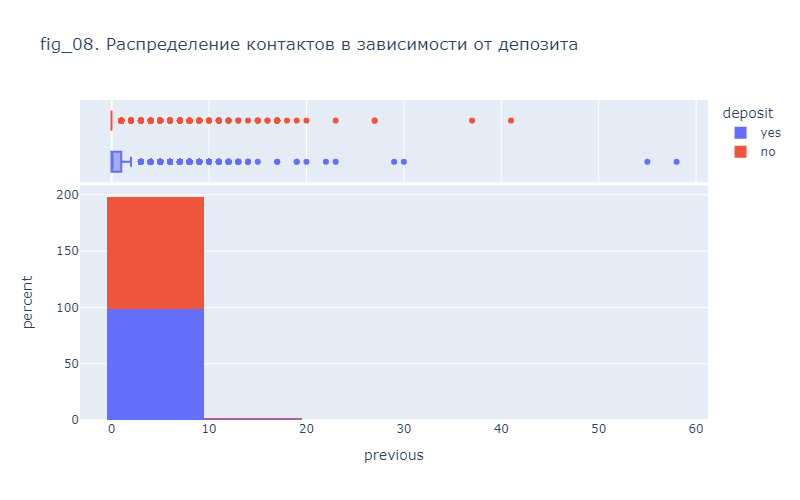 fig_08. Распределение контактов в зависимости от депозита
deposit
yes
no
200
150
100
50
0
percent
0 10 20 30 40 50 60
previous